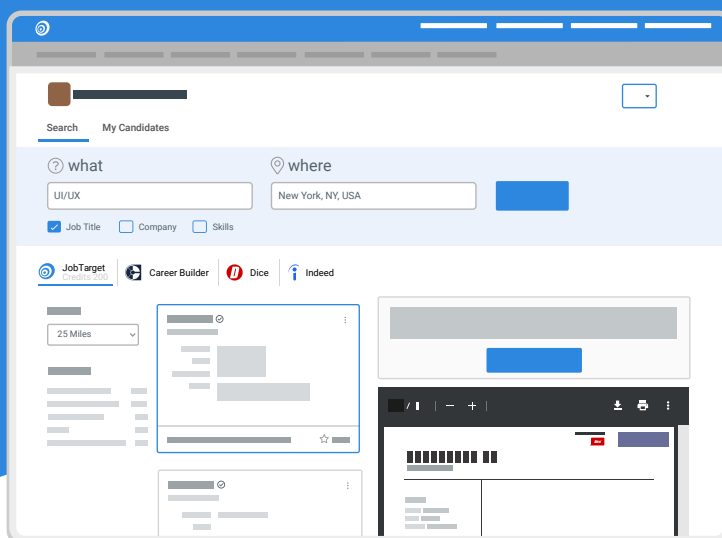 Search My Candidates
what where
UI/UX New York, NY, USA
Job Title Company Skills
JobTarget Career Builder Dice Indeed
Credits 200
25 Miles
/